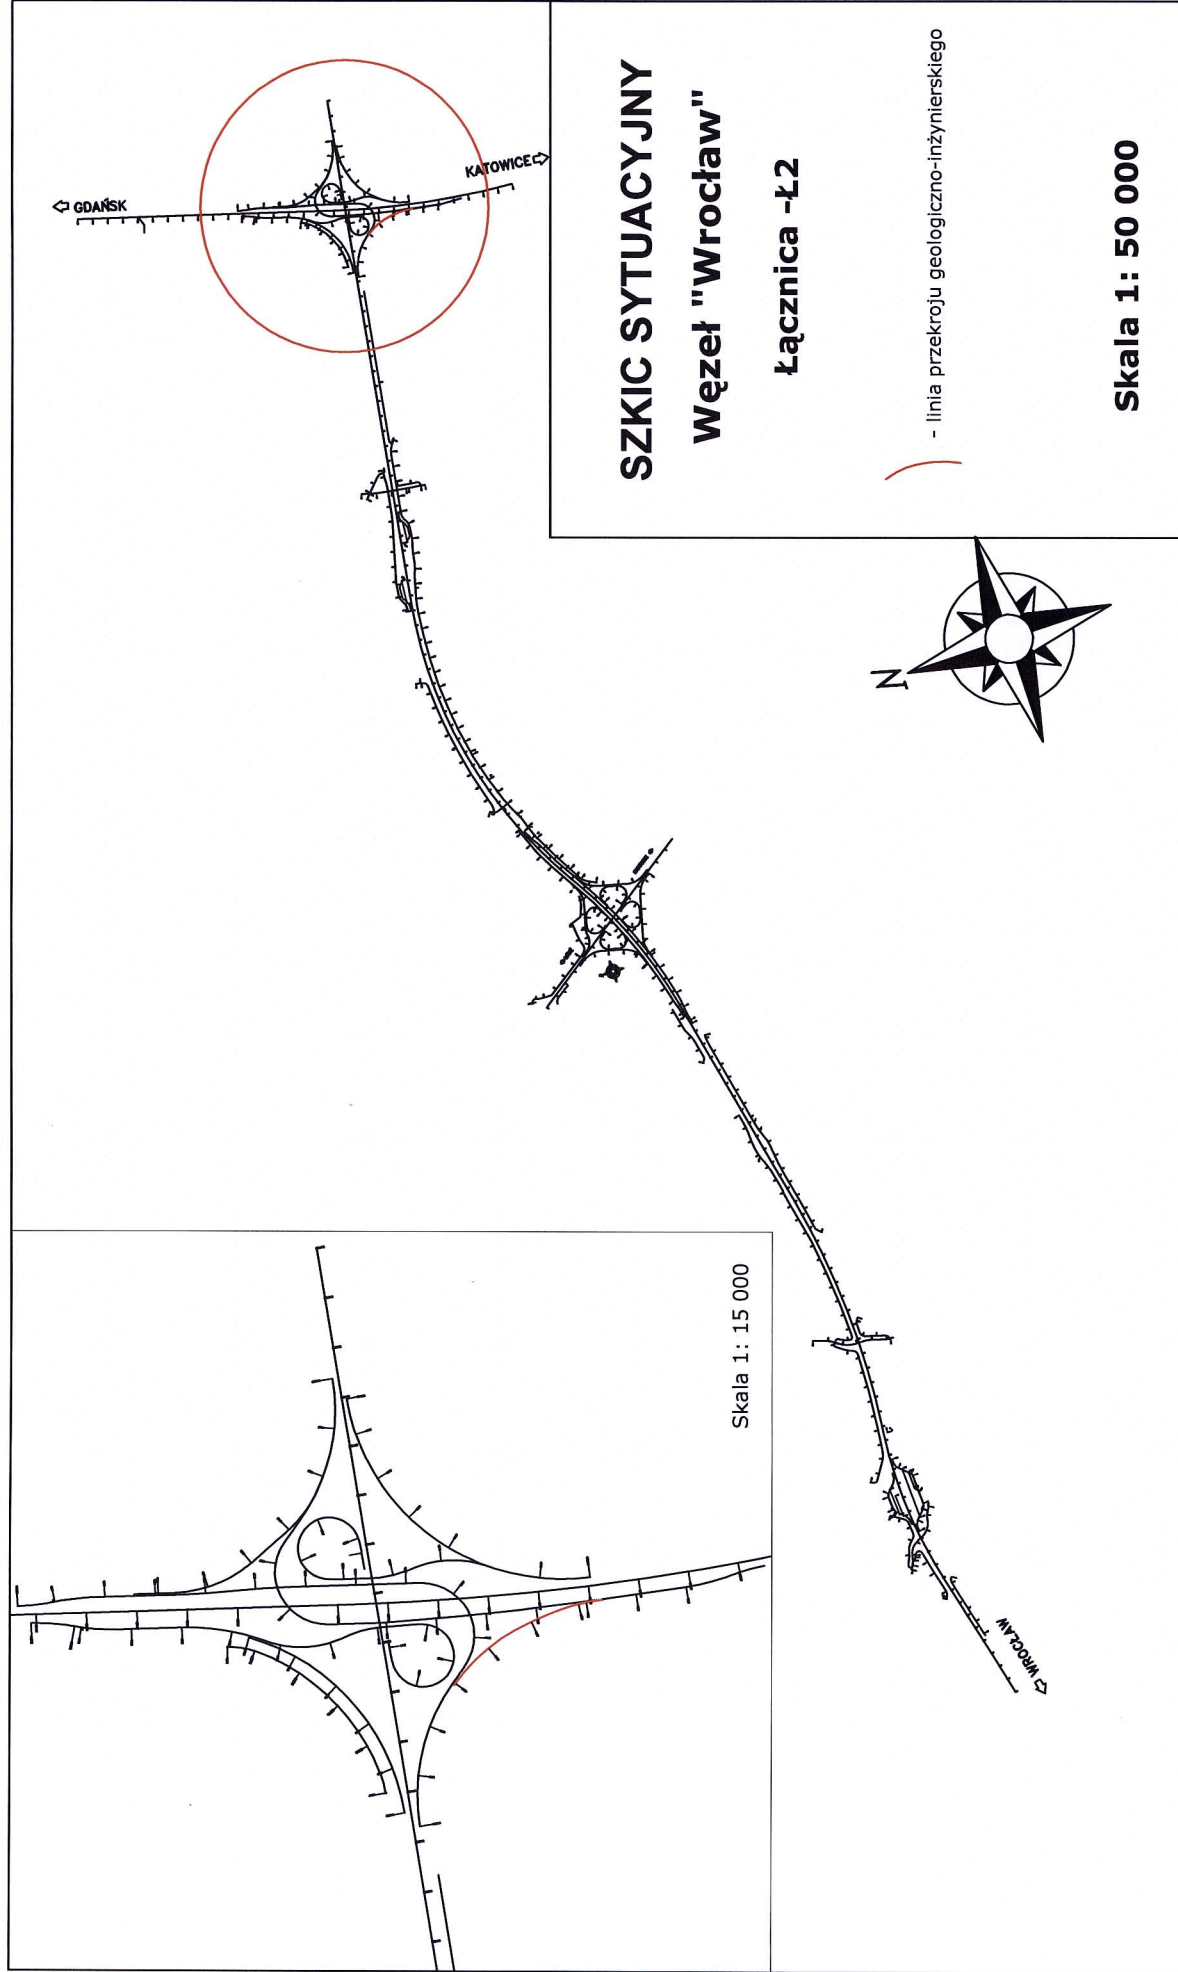 GDAŃSK
KATOWICE
SZKIC SYTUACYJNY
Węzeł "Wrocław"
Łącznica -Ł2
- linia przekroju geologiczno-inżynierskiego
Skala 1: 50 000
N
Skala 1: 15 000
WROCŁAW